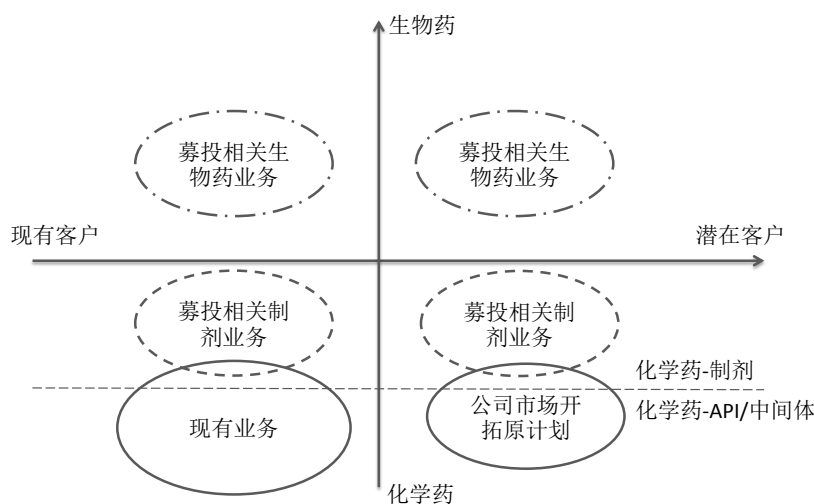 生物药
募投相关生
物药业务
募投相关生
物药业务
现有客户
潜在客户
募投相关制
剂业务
募投相关制
剂业务
化学药-制剂
现有业务
公司市场开
拓原计划
化学药-API/中间体
化学药